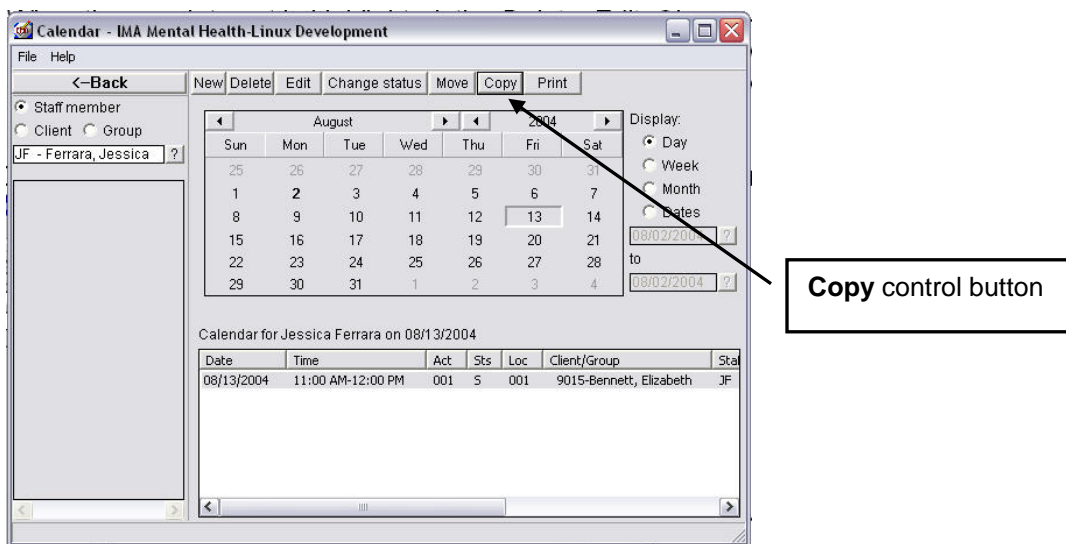 Calendar - IMA Mental Health-Linux Development
File Help
<--Back New Delete Edit Change status Move Copy Print
Staff member
Client Group
JF - Ferrara, Jessica ?
August 2004
Sun Mon Tue Wed Thu Fri Sat
25 26 27 28 29 30 31
1 2 3 4 5 6 7
8 9 10 11 12 13 14
15 16 17 18 19 20 21
22 23 24 25 26 27 28
29 30 31 1 2 3 4
Display:
Day
Week
Month
Dates
08/02/2004 ?
to
08/02/2004 ?
Copy control button
Calendar for Jessica Ferrara on 08/13/2004
Date Time Act Sts Loc Client/Group
08/13/2004 11:00 AM-12:00 PM 001 S 001 9015-Bennett, Elizabeth JF